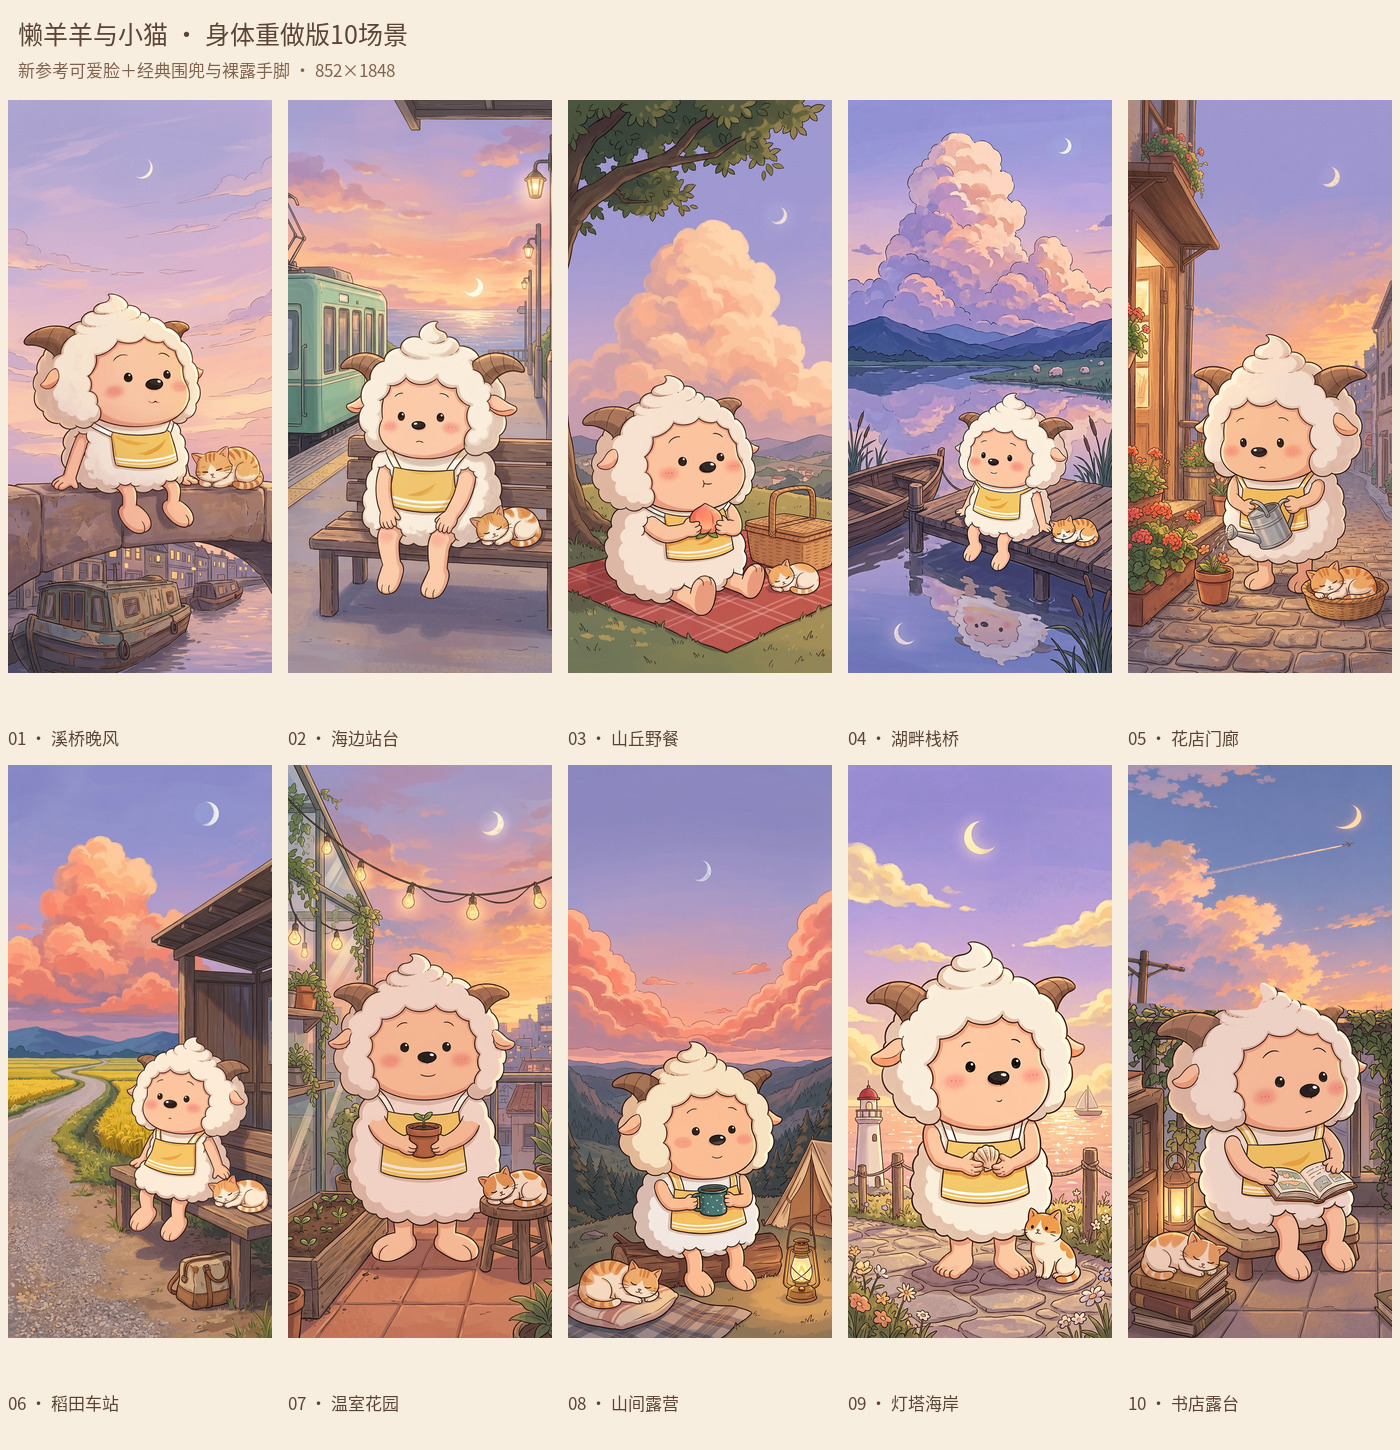 懒羊羊与小猫 · 身体重做版10场景
新参考可爱脸＋经典围兜与裸露手脚 · 852×1848
01 · 溪桥晚风
02 · 海边站台
03 · 山丘野餐
04 · 湖畔栈桥
05 · 花店门廊
06 · 稻田车站
07 · 温室花园
08 · 山间露营
09 · 灯塔海岸
10 · 书店露台